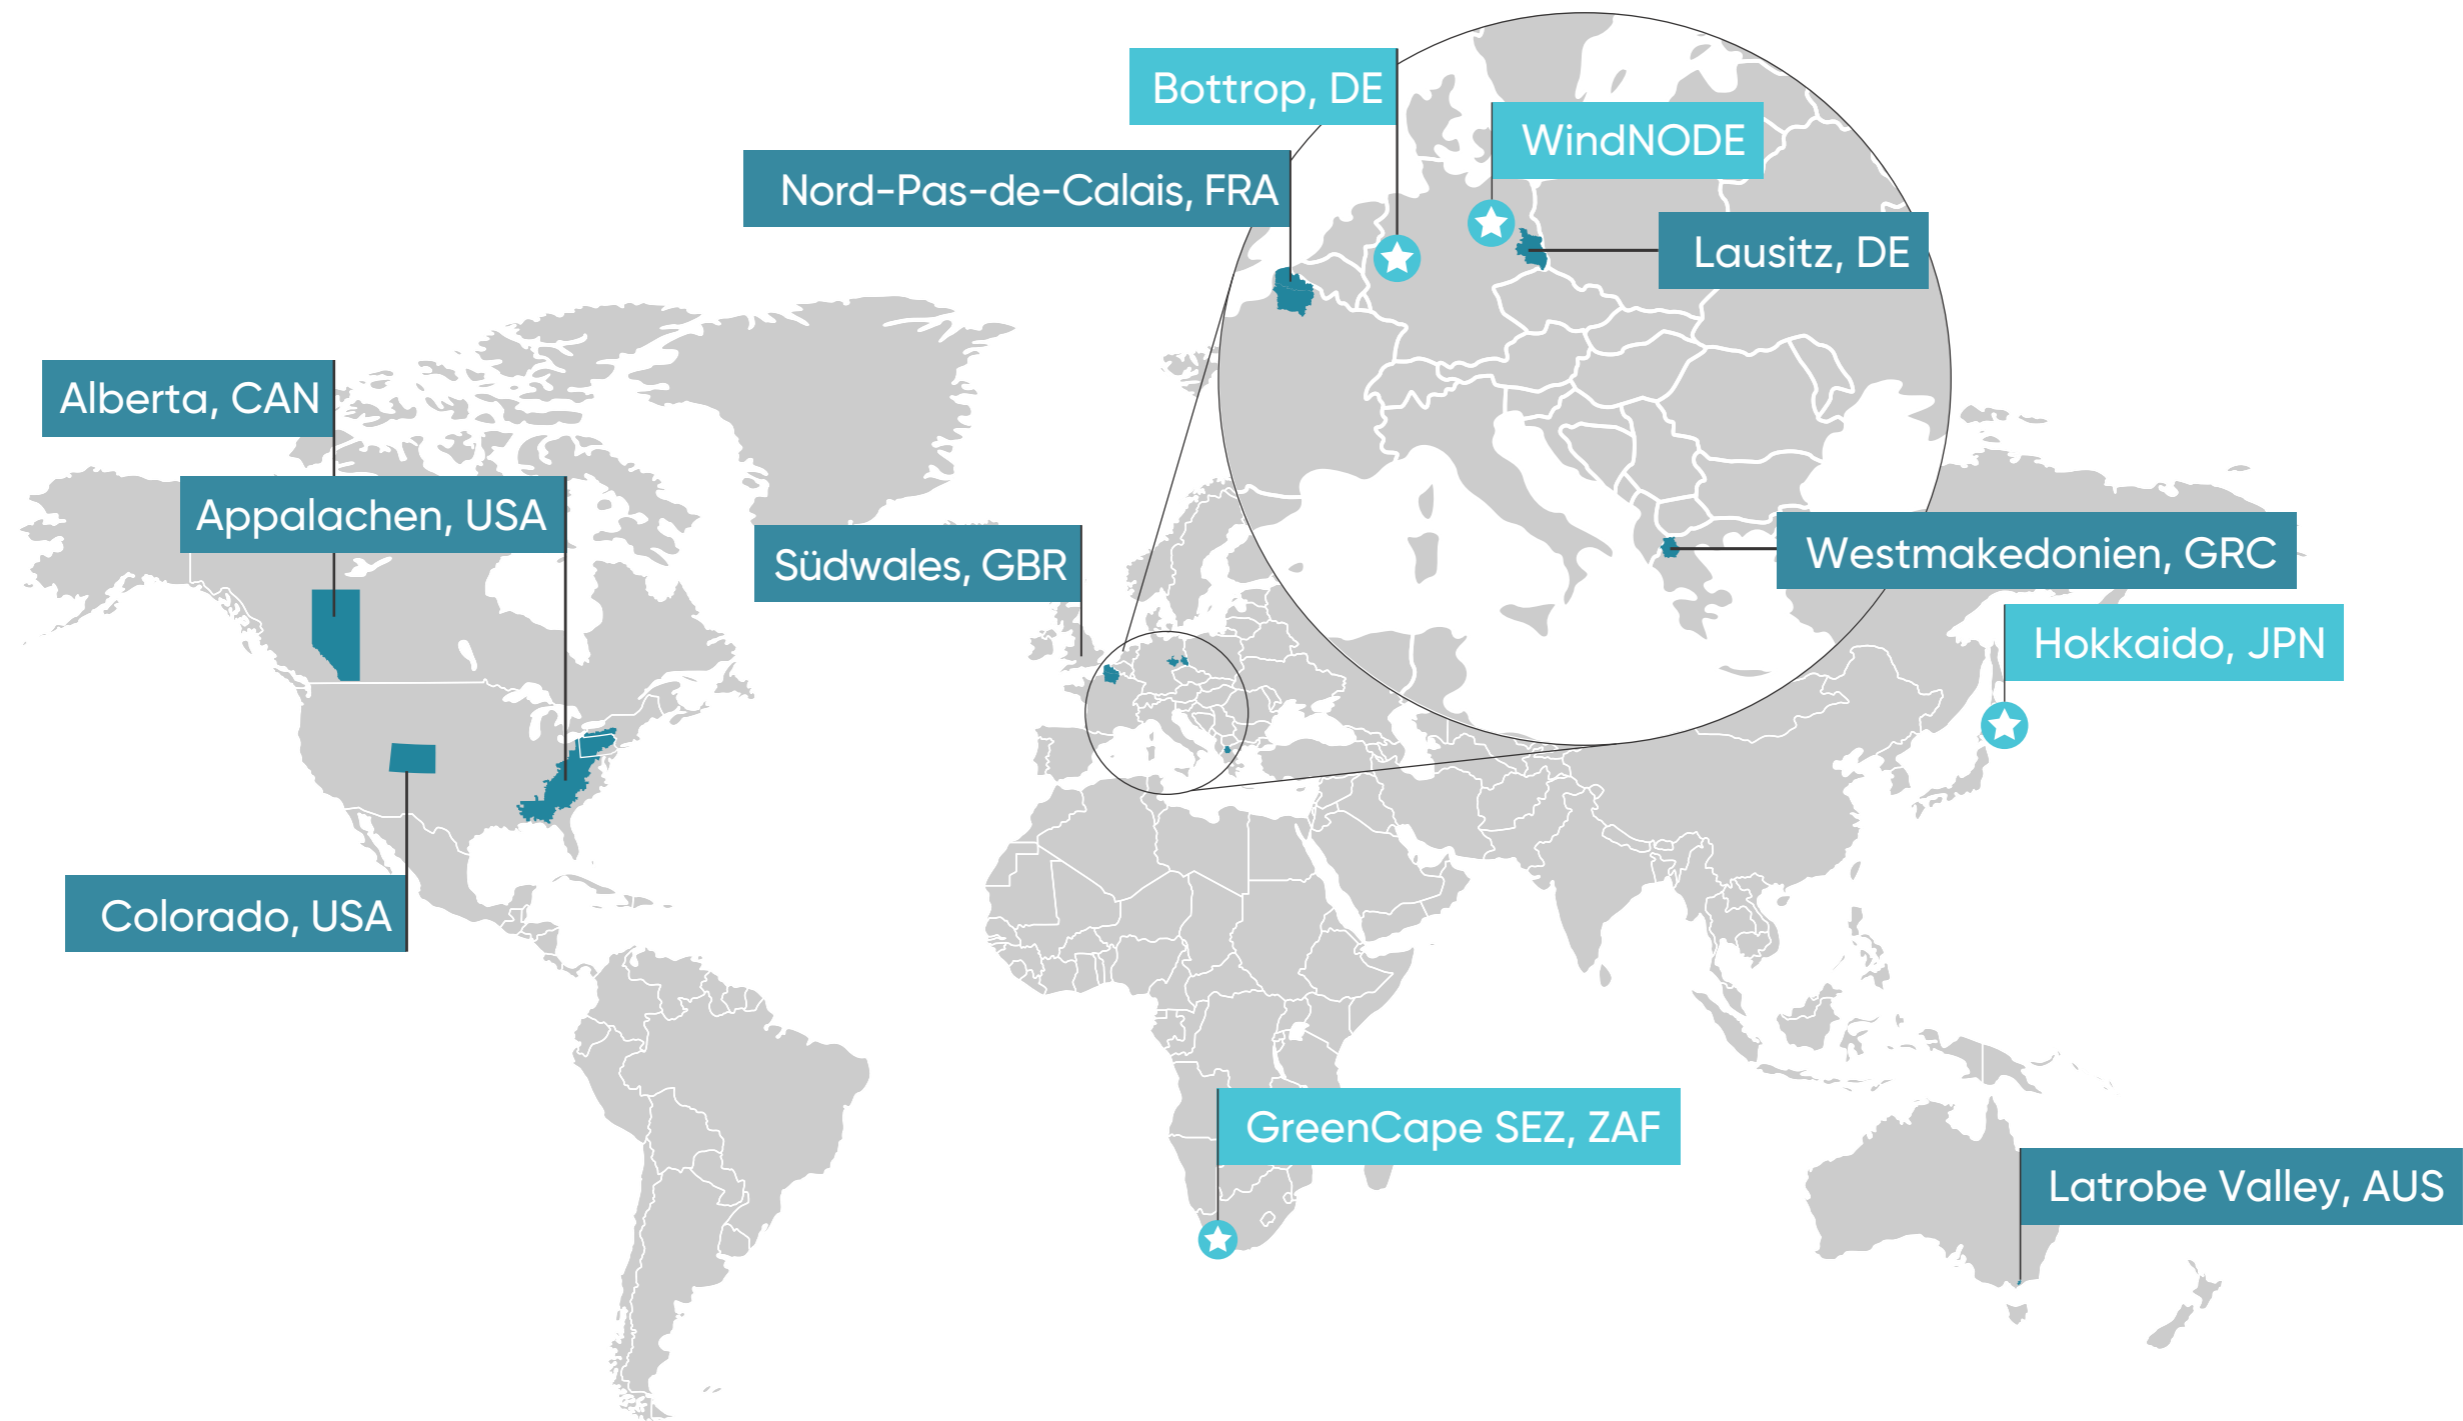 Bottrop, DE
WindNODE
Nord-Pas-de-Calais, FRA
Lausitz, DE
Alberta, CAN
Appalachen, USA
Südwales, GBR
Westmakedonien, GRC
Hokkaido, JPN
Colorado, USA
GreenCape SEZ, ZAF
Latrobe Valley, AUS